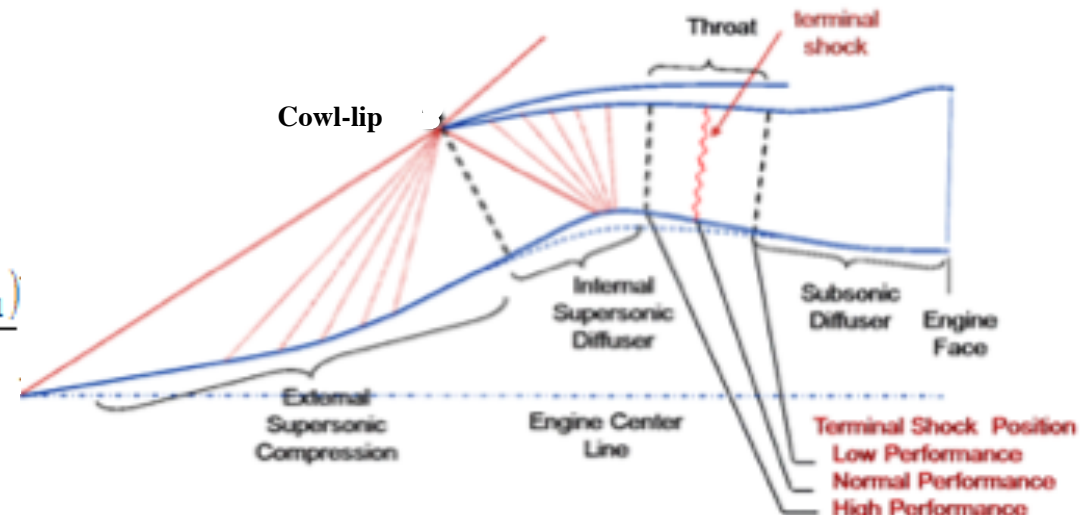 Throat
terminal
shock
Cowl-lip
Internal
Supersonic
Diffuser
Subsonic
Diffuser
Engine
Face
External
Supersonic
Compression
Engine Center
Line
Terminal Shock Position
Low Performance
Normal Performance
High Performance